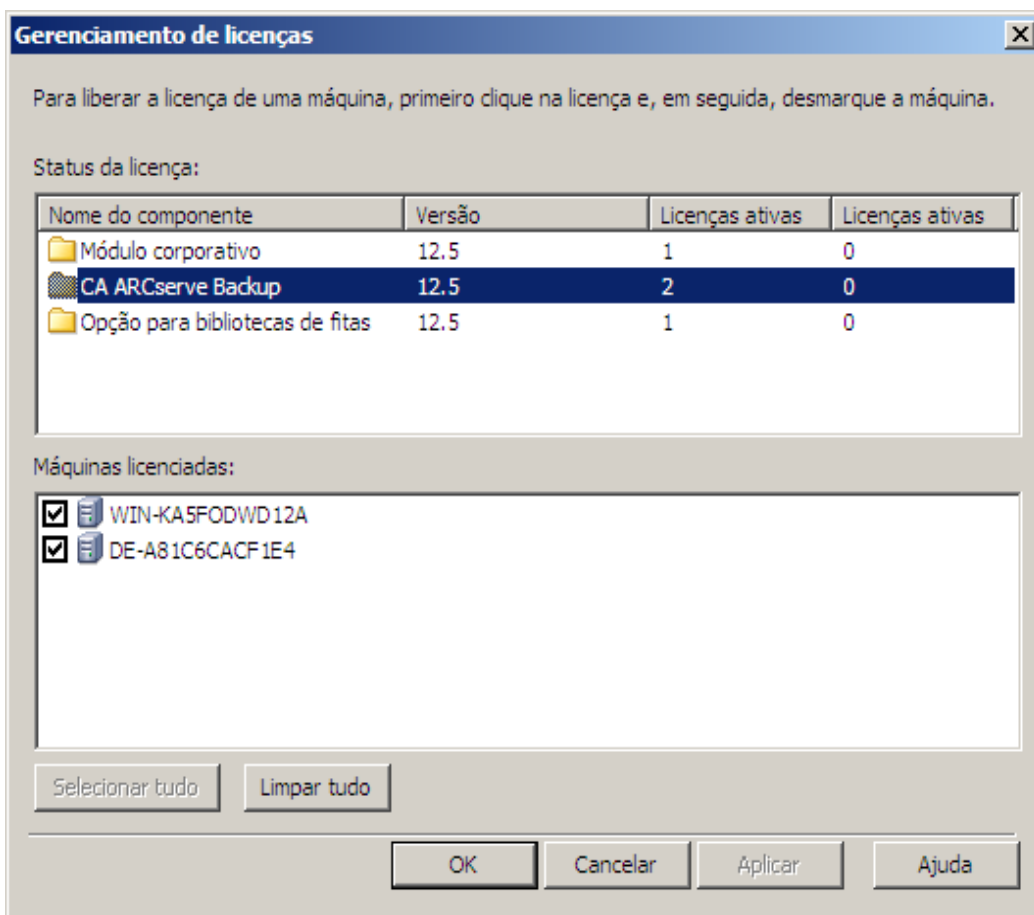 Gerenciamento de licenças
Para liberar a licença de uma máquina, primeiro clique na licença e, em seguida, desmarque a máquina.
Status da licença:
Nome do componente Versão Licenças ativas Licenças ativas
Módulo corporativo 12.5 1 0
CA ARCserve Backup 12.5 2 0
Opção para bibliotecas de fitas 12.5 1 0
Máquinas licenciadas:
WIN-KA5FODWD12A
DE-A81C6CACF1E4
Selecionar tudo Limpar tudo
OK Cancelar Aplicar Ajuda